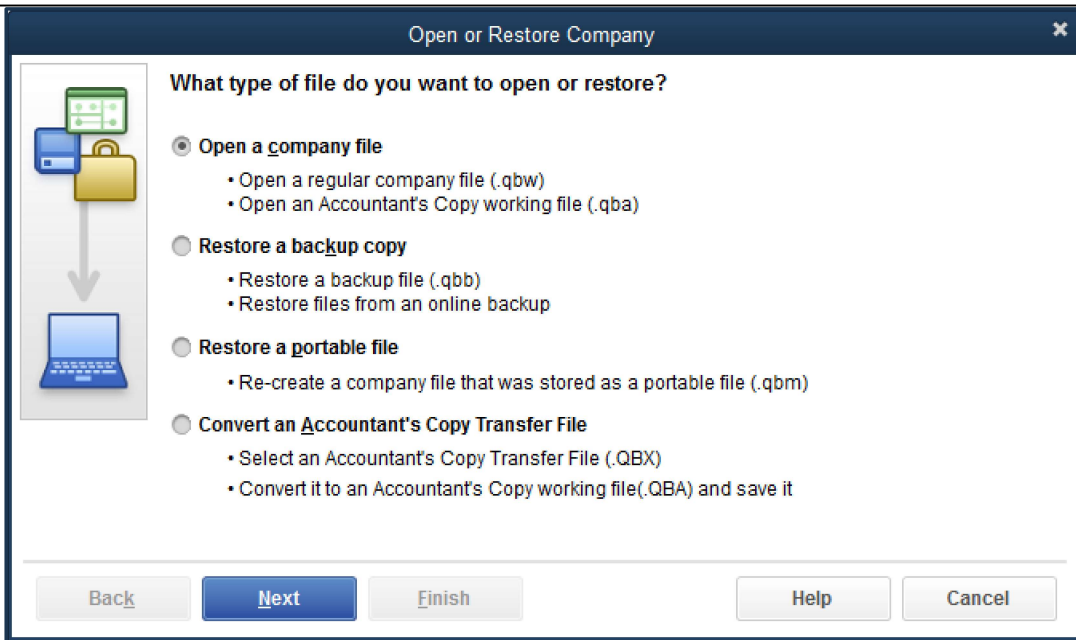 Open or Restore Company
What type of file do you want to open or restore?
Open a company file
• Open a regular company file (.qbw)
• Open an Accountant's Copy working file (.qba)
Restore a backup copy
• Restore a backup file (.qbb)
• Restore files from an online backup
Restore a portable file
• Re-create a company file that was stored as a portable file (.qbm)
Convert an Accountant's Copy Transfer File
• Select an Accountant's Copy Transfer File (.QBX)
• Convert it to an Accountant's Copy working file(.QBA) and save it
Back Next Finish Help Cancel